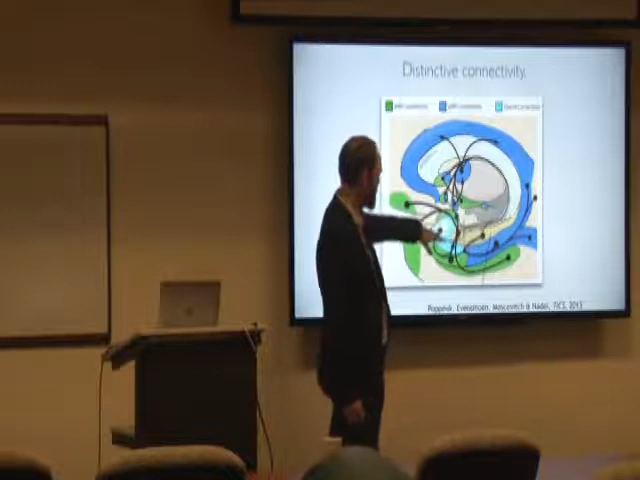 Distinctive connectivity.
Poppenk, Evensmoen, Moscovitch & Nadel, TICS, 2013